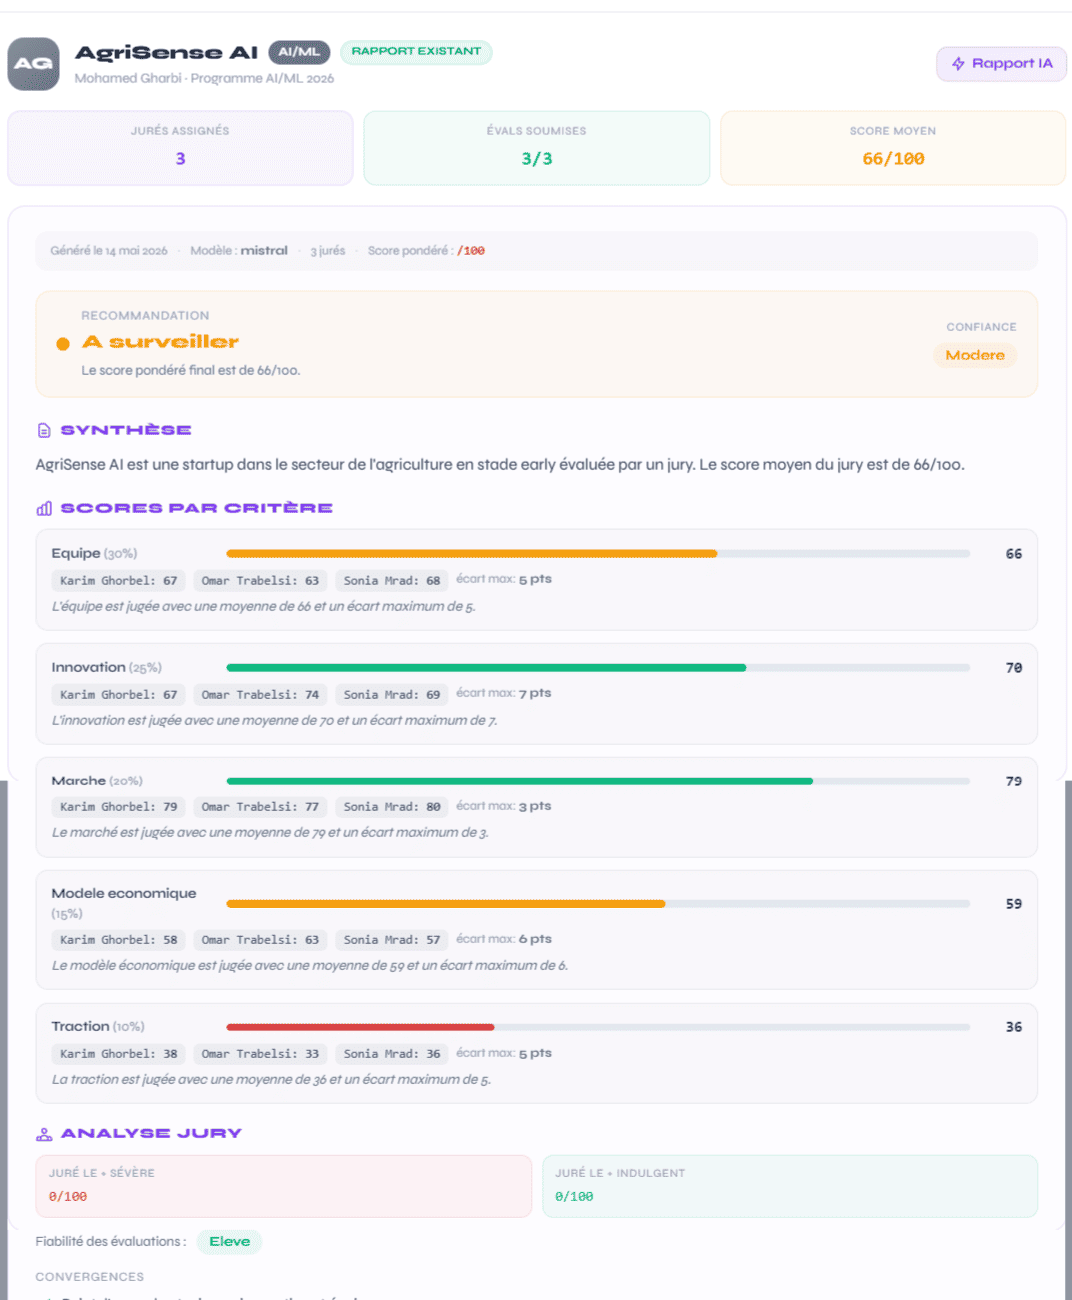 AG
AgriSense AI AI/ML RAPPORT EXISTANT
Mohamed Gharbi · Programme AI/ML 2026
Rapport IA
JURÉS ASSIGNÉS
3
ÉVALS SOUMISES
3/3
SCORE MOYEN
66/100
Généré le 14 mai 2026 · Modèle : mistral · 3 jurés · Score pondéré : /100
RECOMMANDATION
A surveiller
Le score pondéré final est de 66/100.
CONFIANCE
Modere
SYNTHÈSE
AgriSense AI est une startup dans le secteur de l'agriculture en stade early évaluée par un jury. Le score moyen du jury est de 66/100.
SCORES PAR CRITÈRE
Equipe (30%) 66
Karim Ghorbel: 67 Omar Trabelsi: 63 Sonia Mrad: 68 écart max: 5 pts
L'équipe est jugée avec une moyenne de 66 et un écart maximum de 5.
Innovation (25%) 70
Karim Ghorbel: 67 Omar Trabelsi: 74 Sonia Mrad: 69 écart max: 7 pts
L'innovation est jugée avec une moyenne de 70 et un écart maximum de 7.
Marche (20%) 79
Karim Ghorbel: 79 Omar Trabelsi: 77 Sonia Mrad: 80 écart max: 3 pts
Le marché est jugée avec une moyenne de 79 et un écart maximum de 3.
Modele economique
(15%) 59
Karim Ghorbel: 58 Omar Trabelsi: 63 Sonia Mrad: 57 écart max: 6 pts
Le modèle économique est jugée avec une moyenne de 59 et un écart maximum de 6.
Traction (10%) 36
Karim Ghorbel: 38 Omar Trabelsi: 33 Sonia Mrad: 36 écart max: 5 pts
La traction est jugée avec une moyenne de 36 et un écart maximum de 5.
ANALYSE JURY
JURÉ LE + SÉVÈRE
0/100
JURÉ LE + INDULGENT
0/100
Fiabilité des évaluations : Eleve
CONVERGENCES